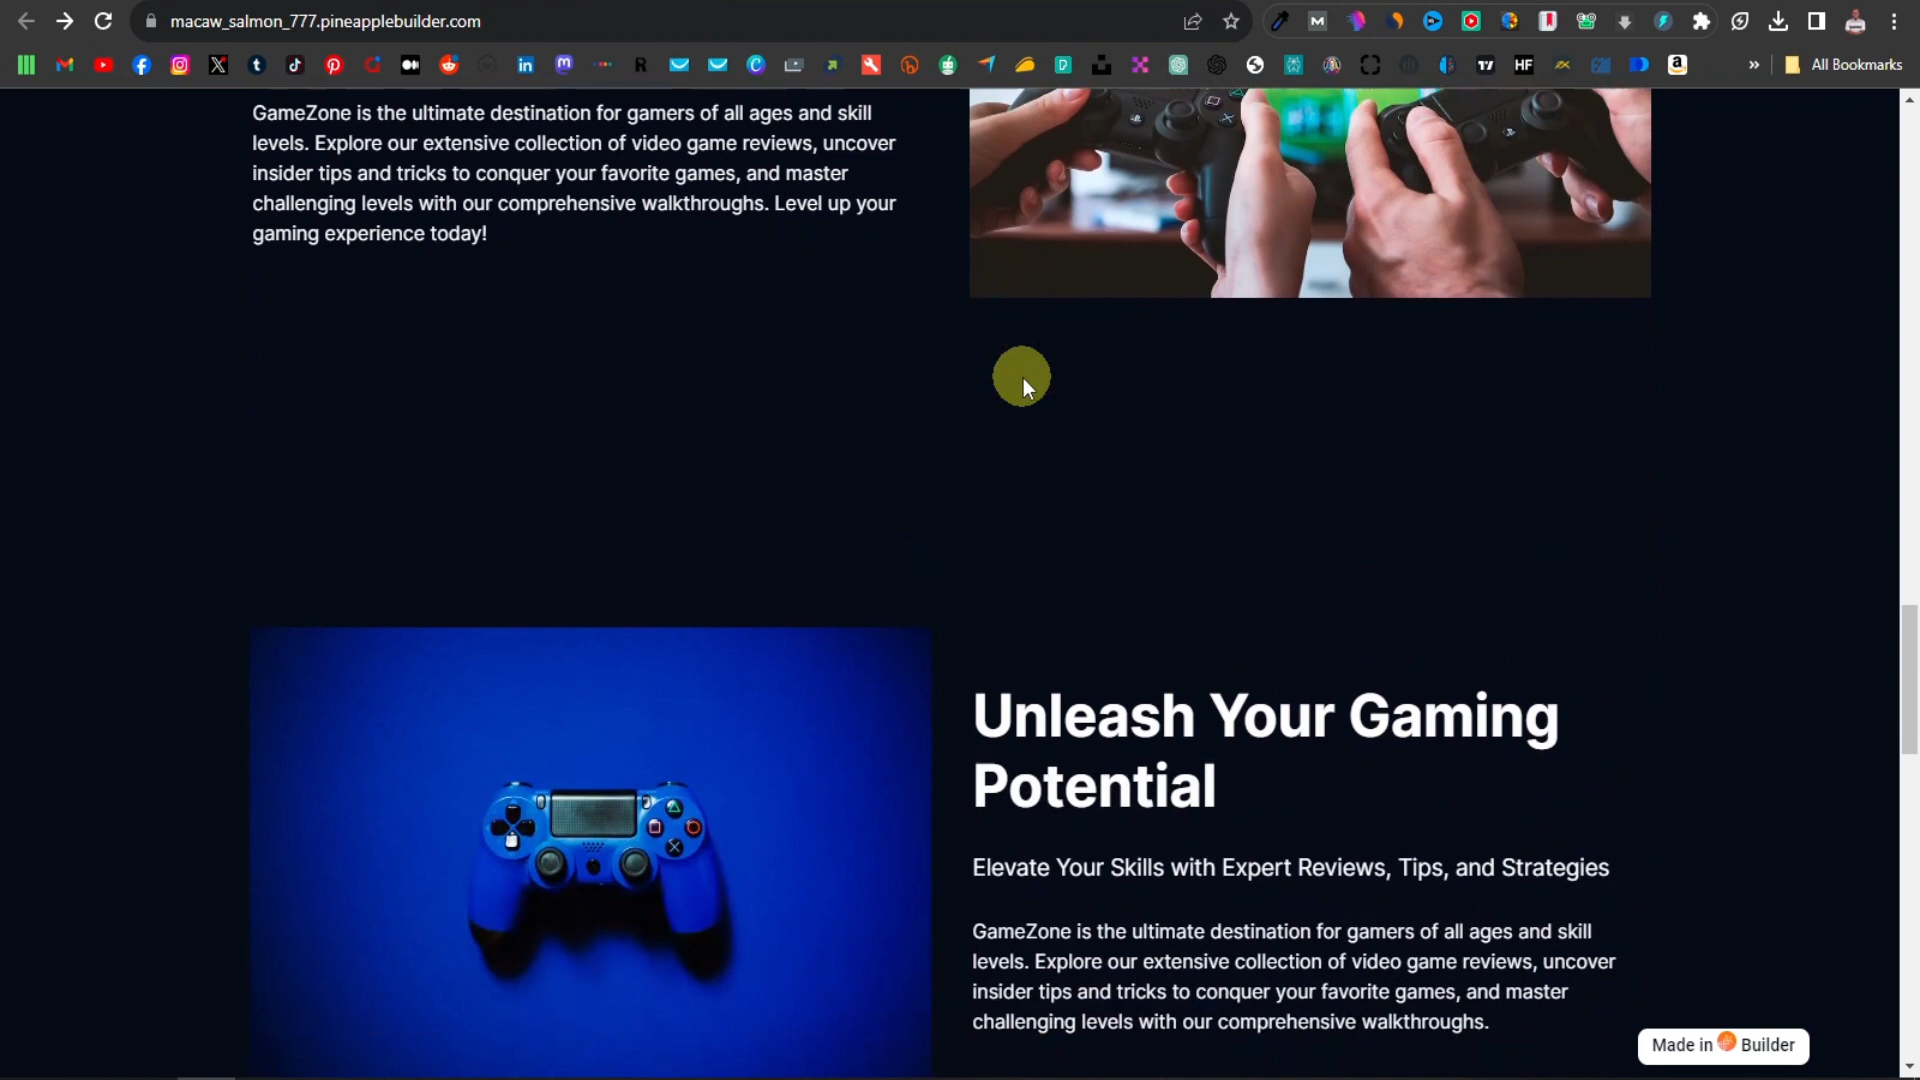 macaw_salmon_777.pineapplebuilder.com
All Bookmarks
GameZone is the ultimate destination for gamers of all ages and skill
levels. Explore our extensive collection of video game reviews, uncover
insider tips and tricks to conquer your favorite games, and master
challenging levels with our comprehensive walkthroughs. Level up your
gaming experience today!
Unleash Your Gaming
Potential
Elevate Your Skills with Expert Reviews, Tips, and Strategies
GameZone is the ultimate destination for gamers of all ages and skill
levels. Explore our extensive collection of video game reviews, uncover
insider tips and tricks to conquer your favorite games, and master
challenging levels with our comprehensive walkthroughs.
Made in Builder